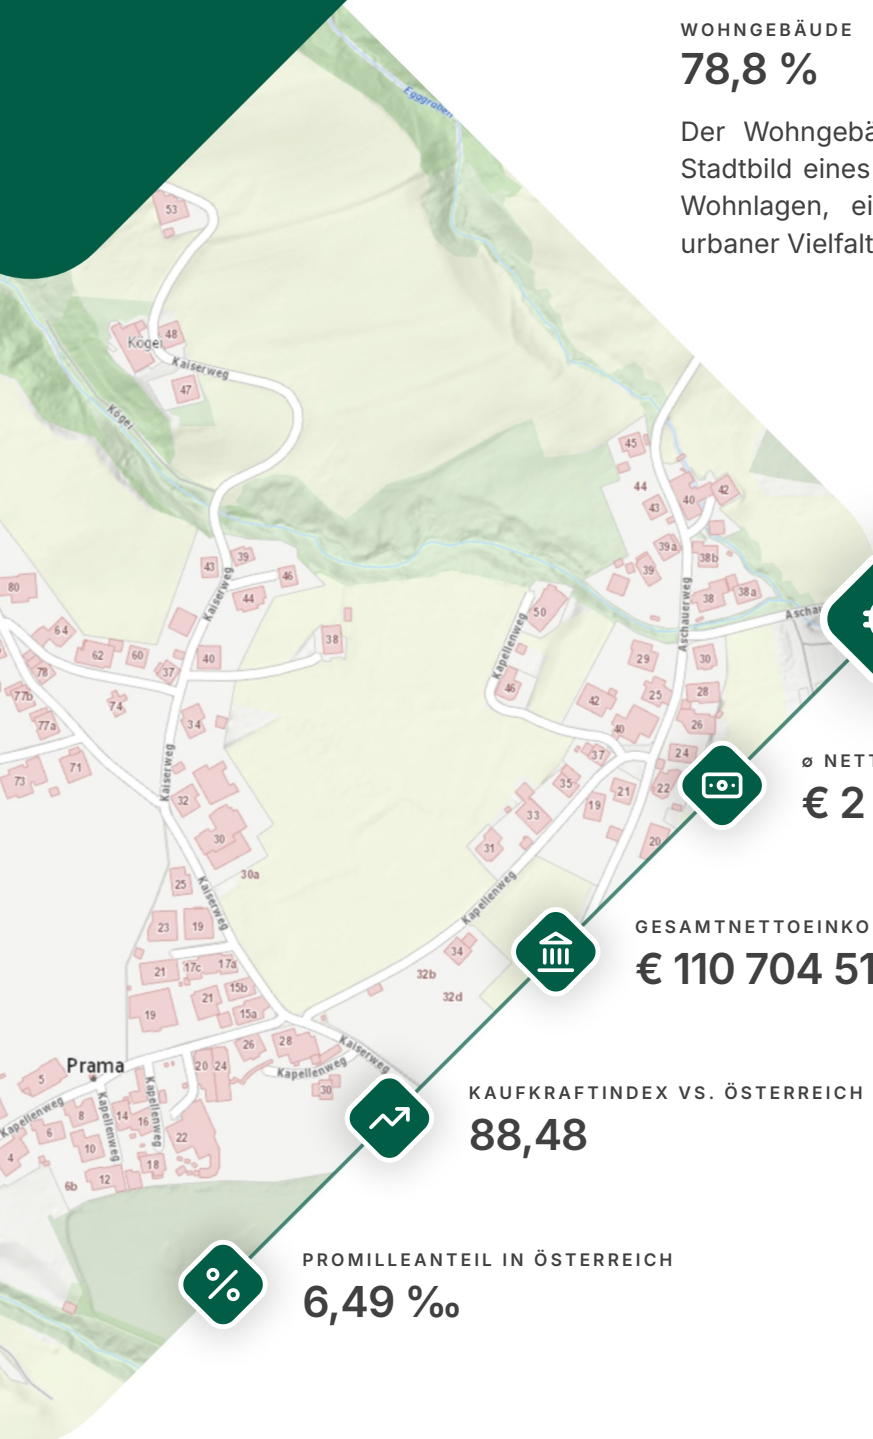 WOHNGEBÄUDE
78,8 %
Der Wohngebä
Stadtbild eines
Wohnlagen, ei
urbaner Vielfalt
Egggraben
53
Kögei
48
Kaiserweg
47
Kögei
45
44
42
40
43
39a
38b
39
38
38a
Ascha
Aschauerweg
43
39
46
44
Kaiserweg
80
64
62
60
37
40
38
78
77b
77a
74
34
73
71
Kaiserweg
32
30
30a
50
Kapellenweg
46
29
30
25
28
42
26
40
24
37
35
22
21
19
33
20
31
Kapellenweg
25
Kaiserweg
23
19
21
17c
17a
15b
21
15a
19
34
32b
32d
26
28
Kaiserweg
Kapellenweg
30
Prama
5
20
24
Kapellenweg
8
14
16
Kapellenweg
Kapellenweg
6
22
10
4
18
12
6b
ø NETT
€ 2
GESAMTNETTOEINKO
€ 110 704 51
KAUFKRAFTINDEX VS. ÖSTERREICH
88,48
PROMILLEANTEIL IN ÖSTERREICH
6,49 ‰